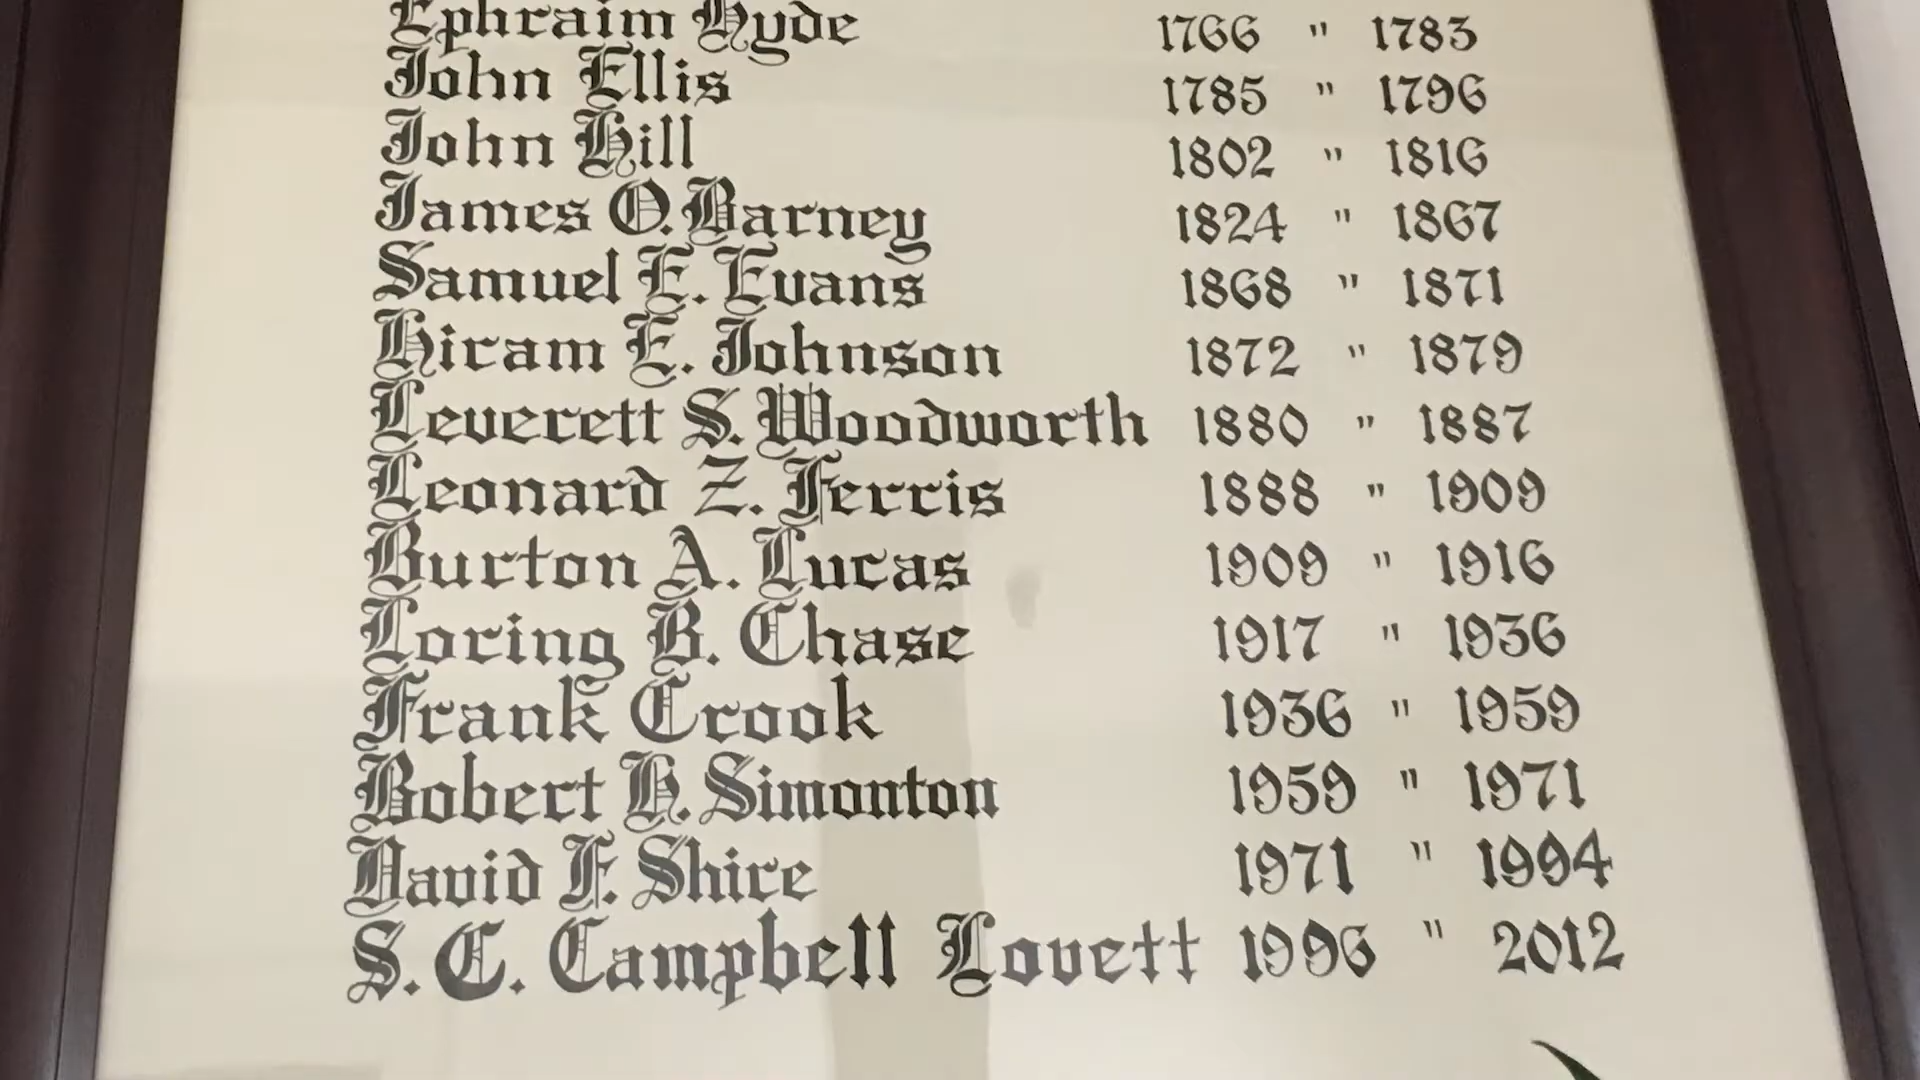 Ephraim Hyde 1766 " 1783
John Ellis 1785 " 1796
John Hill 1802 " 1816
James O. Barney 1824 " 1867
Samuel E. Evans 1868 " 1871
Hiram E. Johnson 1872 " 1879
Leverett S. Woodworth 1880 " 1887
Leonard Z. Ferris 1888 " 1909
Burton A. Lucas 1909 " 1916
Loring B. Chase 1917 " 1936
Frank Crook 1936 " 1959
Robert H. Simonton 1959 " 1971
David F. Shire 1971 " 1994
S. C. Campbell Lovett 1996 " 2012